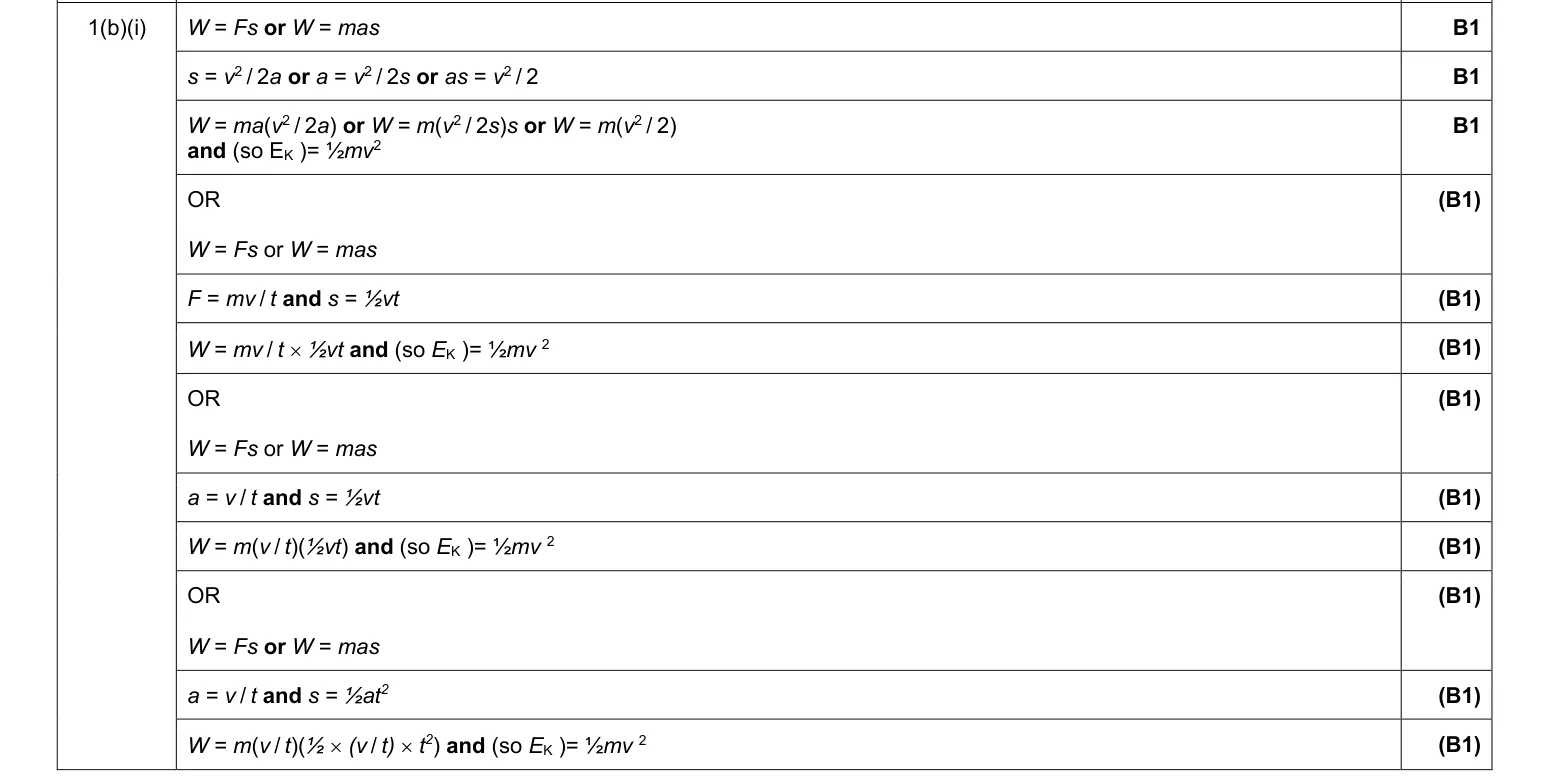 1(b)(i) W = Fs or W = mas B1
s = v² / 2a or a = v² / 2s or as = v² / 2 B1
W = ma(v² / 2a) or W = m(v² / 2s)s or W = m(v² / 2) B1
and (so EK )= ½mv²
OR (B1)
W = Fs or W = mas
F = mv / t and s = ½vt (B1)
W = mv / t × ½vt and (so EK )= ½mv ² (B1)
OR (B1)
W = Fs or W = mas
a = v / t and s = ½vt (B1)
W = m(v / t)(½vt) and (so EK )= ½mv ² (B1)
OR (B1)
W = Fs or W = mas
a = v / t and s = ½at² (B1)
W = m(v / t)(½ × (v / t) × t²) and (so EK )= ½mv ² (B1)